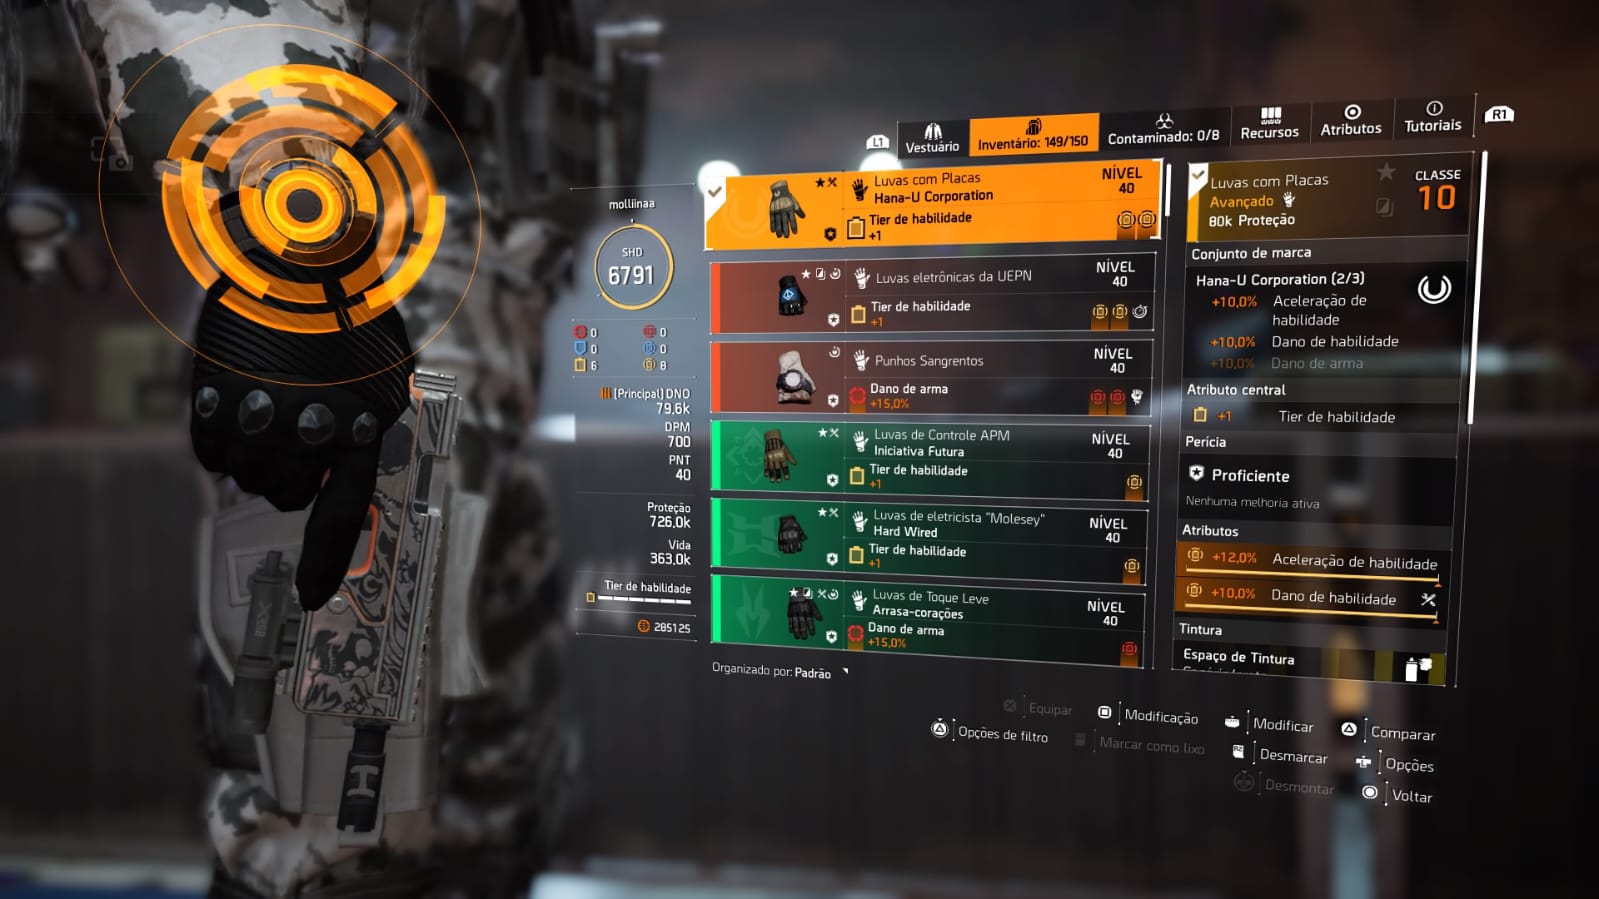 L1
Vestuário
Inventário: 149/150
Contaminado: 0/8
Recursos
Atributos
Tutoriais
R1
molliinaa
SHD
6791
0
0
0
0
6
8
[Principal] DNO
79,6k
DPM
700
PNT
40
Proteção
726,0k
Vida
363,0k
Tier de habilidade
285125
Luvas com Placas
Hana-U Corporation
NÍVEL
40
Tier de habilidade
+1
Luvas eletrônicas da UEPN
NÍVEL
40
Tier de habilidade
+1
Punhos Sangrentos
NÍVEL
40
Dano de arma
+15,0%
Luvas de Controle APM
Iniciativa Futura
NÍVEL
40
Tier de habilidade
+1
Luvas de eletricista "Molesey"
Hard Wired
NÍVEL
40
Tier de habilidade
+1
Luvas de Toque Leve
Arrasa-corações
NÍVEL
40
Dano de arma
+15,0%
Organizado por: Padrão
Luvas com Placas
Avançado
80k Proteção
CLASSE
10
Conjunto de marca
Hana-U Corporation (2/3)
+10,0% Aceleração de
habilidade
+10,0% Dano de habilidade
+10,0% Dano de arma
Atributo central
+1 Tier de habilidade
Perícia
Proficiente
Nenhuma melhoria ativa
Atributos
+12,0% Aceleração de habilidade
+10,0% Dano de habilidade
Tintura
Espaço de Tintura
Equipar
Modificação
Modificar
Comparar
Opções de filtro
Marcar como lixo
R2
Desmarcar
Opções
Desmontar
Voltar